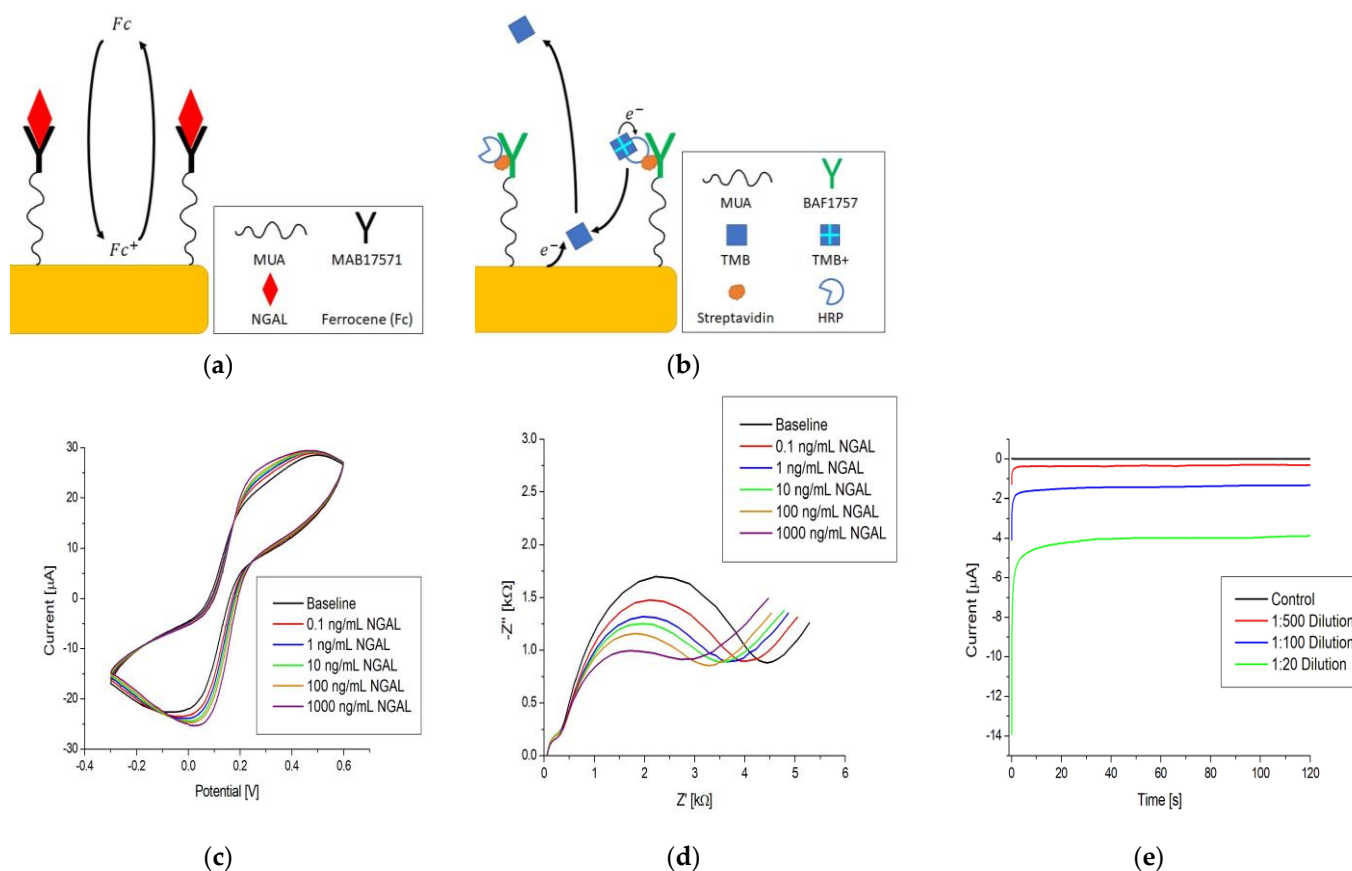 Fc
Fc+
MUA
MAB17571
NGAL
Ferrocene (Fc)
(a)
e−
e−
MUA
BAF1757
TMB
TMB+
Streptavidin
HRP
(b)
30
20
10
0
-10
-20
-30
-0.4
-0.2
0.0
0.2
0.4
0.6
Current [µA]
Potential [V]
Baseline
0.1 ng/mL NGAL
1 ng/mL NGAL
10 ng/mL NGAL
100 ng/mL NGAL
1000 ng/mL NGAL
(c)
3.0
2.5
2.0
1.5
1.0
0.5
0.0
0
1
2
3
4
5
6
-Z'' [kΩ]
Z' [kΩ]
Baseline
0.1 ng/mL NGAL
1 ng/mL NGAL
10 ng/mL NGAL
100 ng/mL NGAL
1000 ng/mL NGAL
(d)
0
-2
-4
-6
-8
-10
-12
-14
0
20
40
60
80
100
120
Current [µA]
Time [s]
Control
1:500 Dilution
1:100 Dilution
1:20 Dilution
(e)